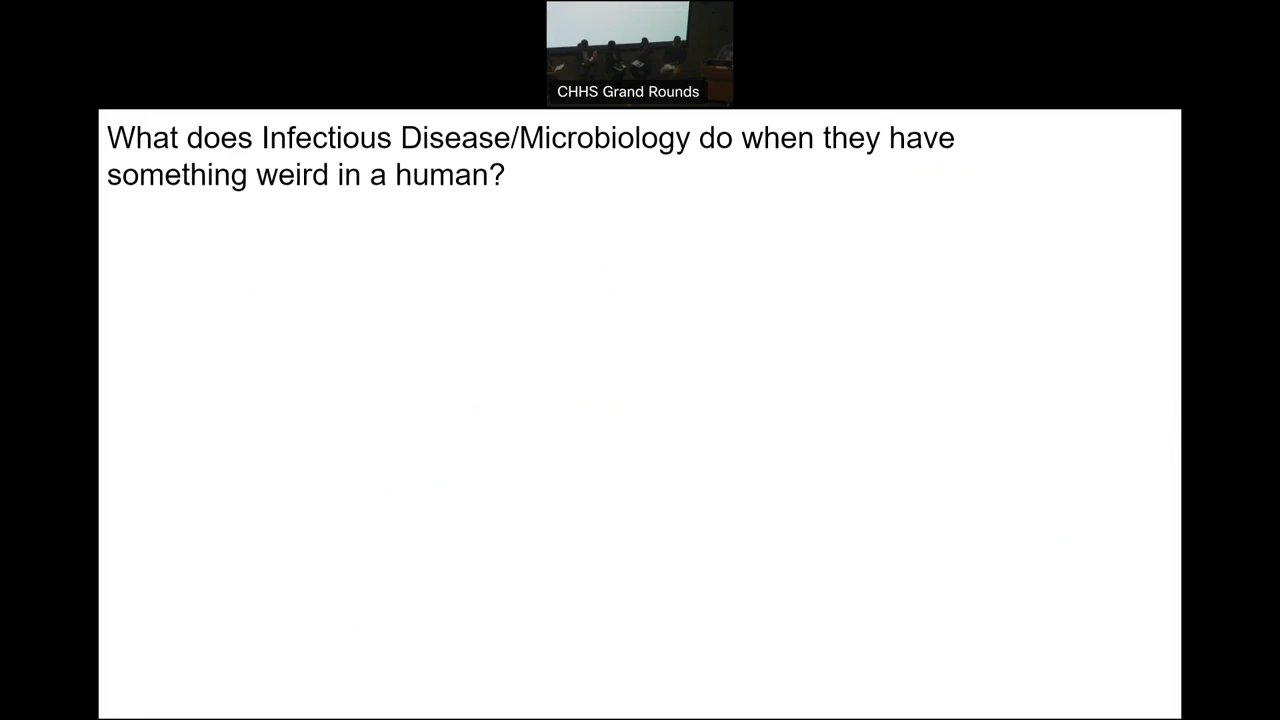 CHHS Grand Rounds
What does Infectious Disease/Microbiology do when they have
something weird in a human?